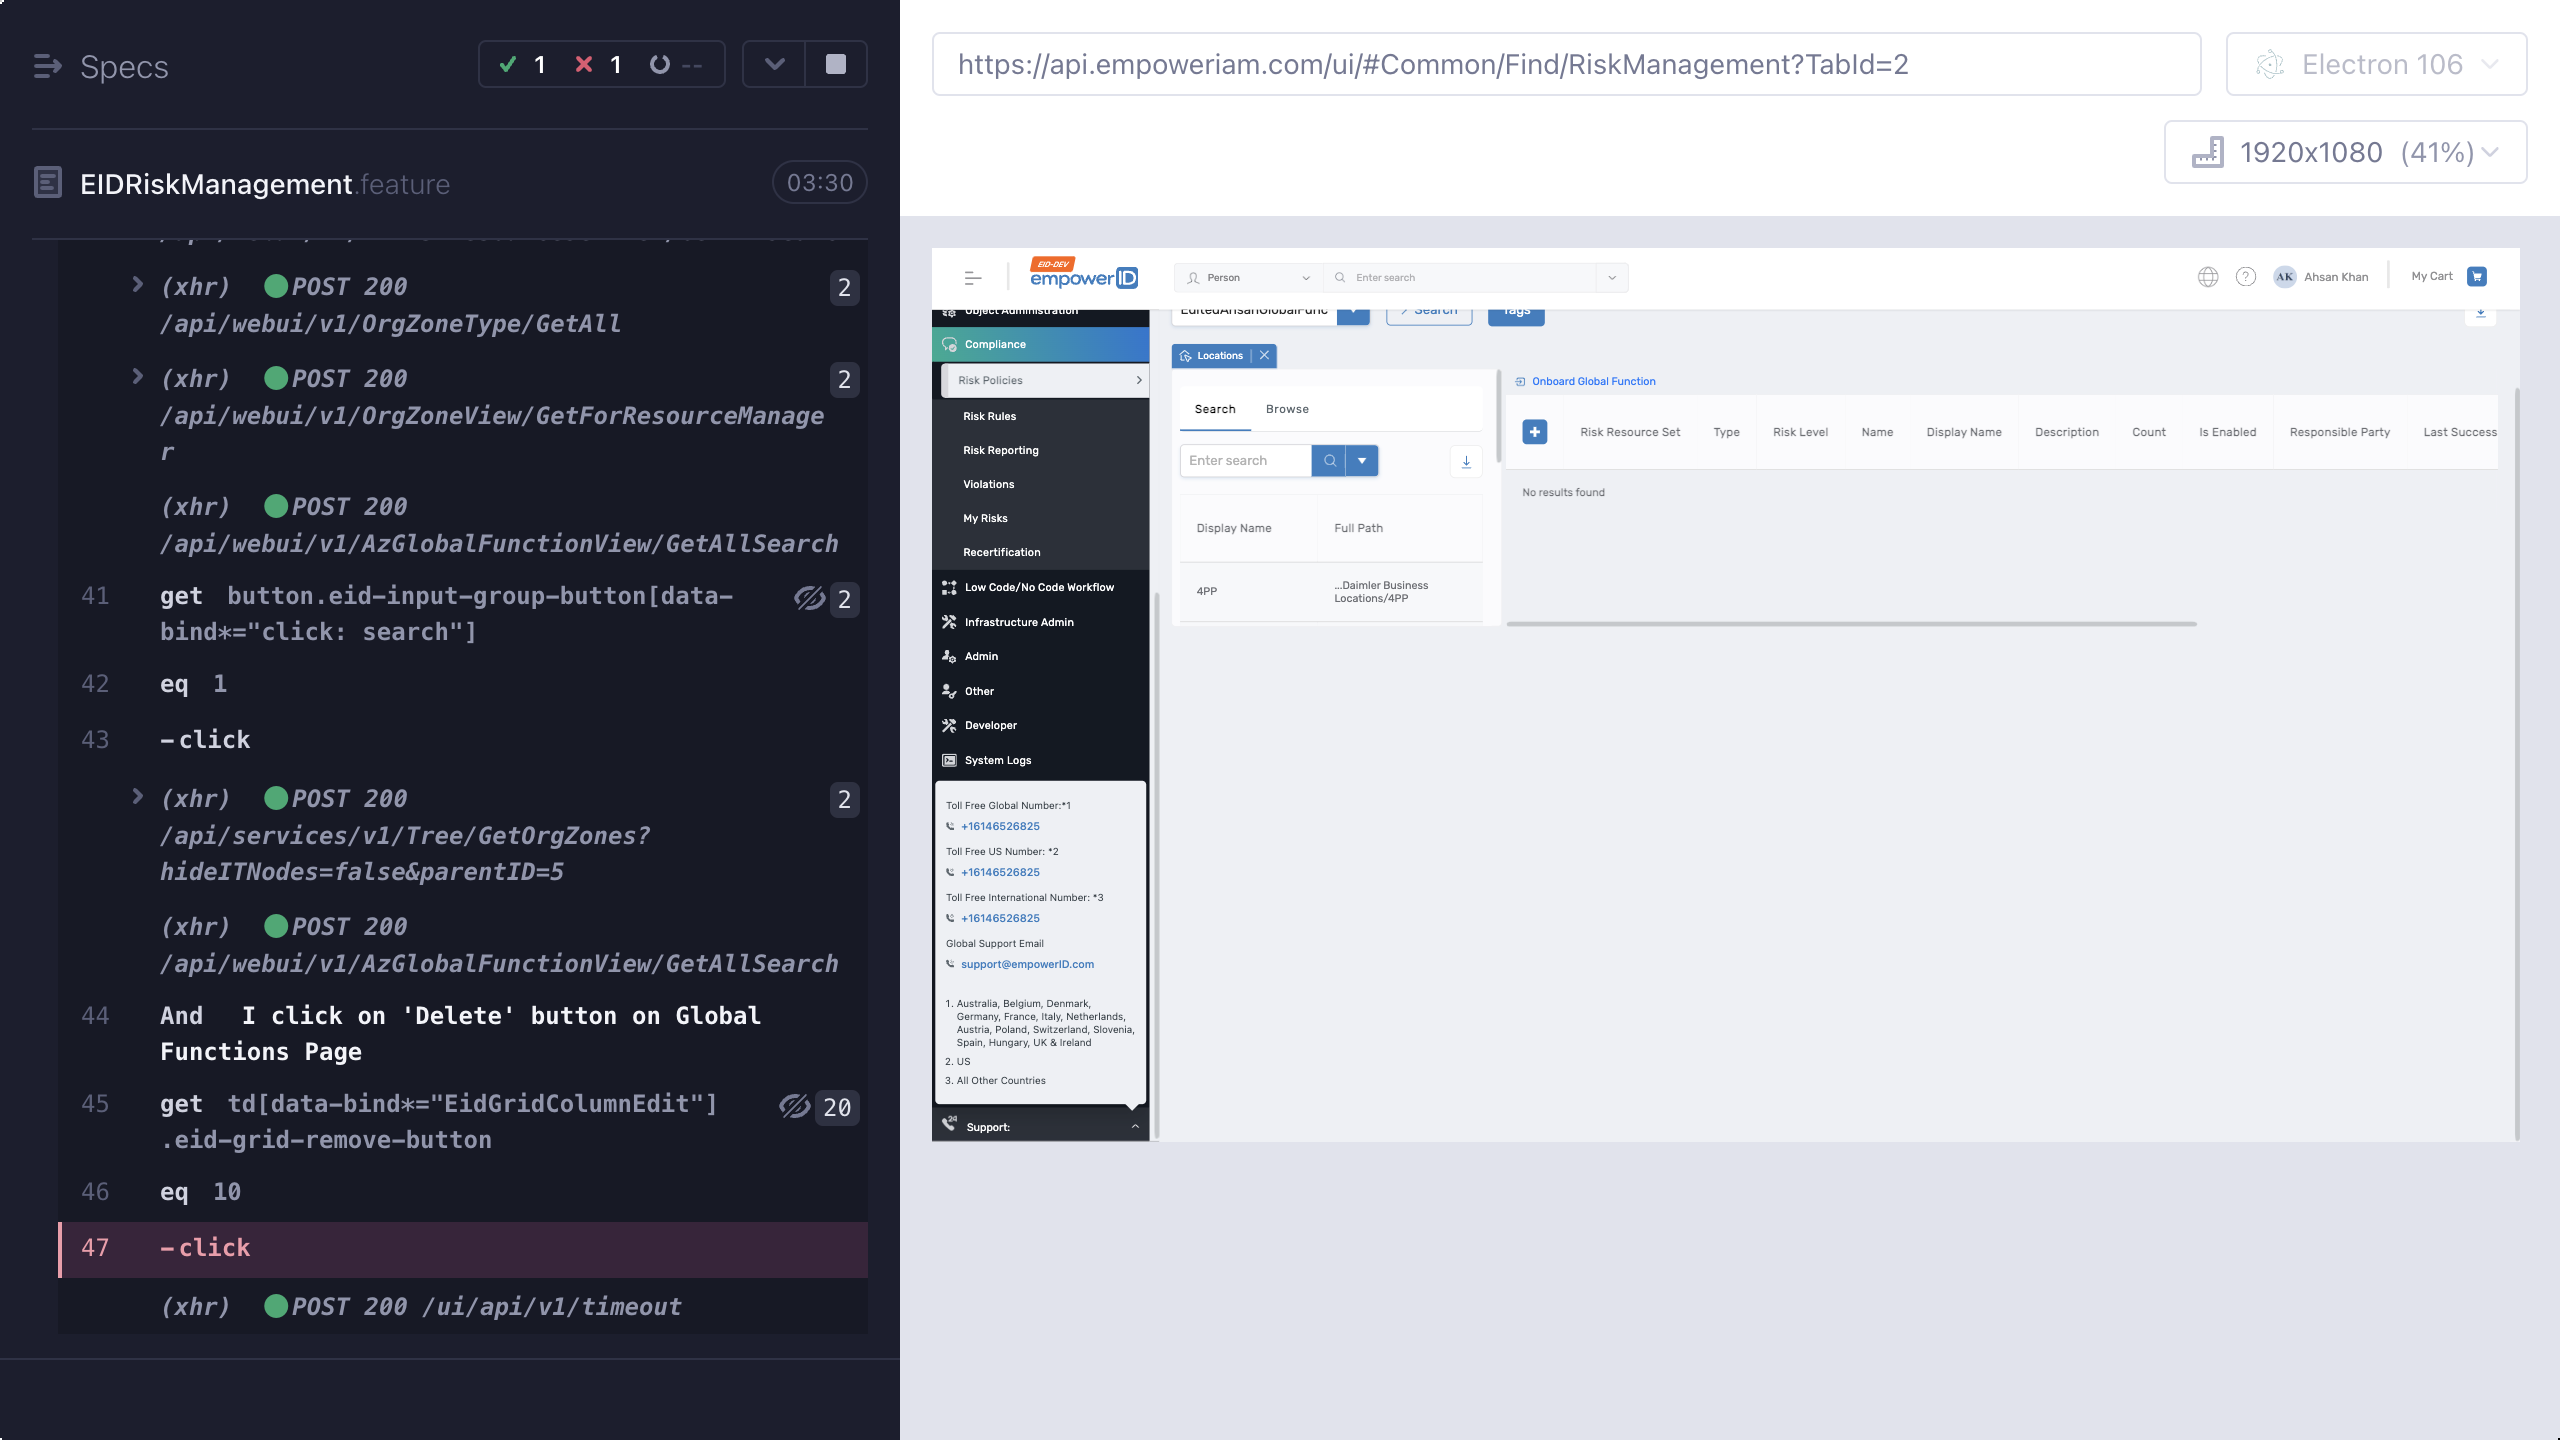 Specs
1
1
--
EIDRiskManagement.feature
03:30
(xhr) POST 200
2
/api/webui/v1/OrgZoneType/GetAll
(xhr) POST 200
2
/api/webui/v1/OrgZoneView/GetForResourceManage
r
(xhr) POST 200
/api/webui/v1/AzGlobalFunctionView/GetAllSearch
41 get button.eid-input-group-button[data-
2
bind*="click: search"]
42 eq 1
43 -click
(xhr) POST 200
2
/api/services/v1/Tree/GetOrgZones?
hideITNodes=false&parentID=5
(xhr) POST 200
/api/webui/v1/AzGlobalFunctionView/GetAllSearch
44 And I click on 'Delete' button on Global
Functions Page
45 get td[data-bind*="EidGridColumnEdit"]
20
.eid-grid-remove-button
46 eq 10
47 -click
(xhr) POST 200 /ui/api/v1/timeout
https://api.empoweriam.com/ui/#Common/Find/RiskManagement?TabId=2
Electron 106
1920x1080 (41%)
EID-DEV
empowerID
Person
Enter search
AK
Ahsan Khan
My Cart
Object Administration
Compliance
Risk Policies
Risk Rules
Risk Reporting
Violations
My Risks
Recertification
Low Code/No Code Workflow
Infrastructure Admin
Admin
Other
Developer
System Logs
Toll Free Global Number:*1
+16146526825
Toll Free US Number: *2
+16146526825
Toll Free International Number: *3
+16146526825
Global Support Email
support@empowerID.com
1. Australia, Belgium, Denmark,
Germany, France, Italy, Netherlands,
Austria, Poland, Switzerland, Slovenia,
Spain, Hungary, UK & Ireland
2. US
3. All Other Countries
24
Support:
EditedAhsanGlobalFunc
Search
Tags
Locations
Search
Browse
Enter search
Display Name
Full Path
4PP
...Daimler Business
Locations/4PP
Onboard Global Function
Risk Resource Set
Type
Risk Level
Name
Display Name
Description
Count
Is Enabled
Responsible Party
Last Success
No results found